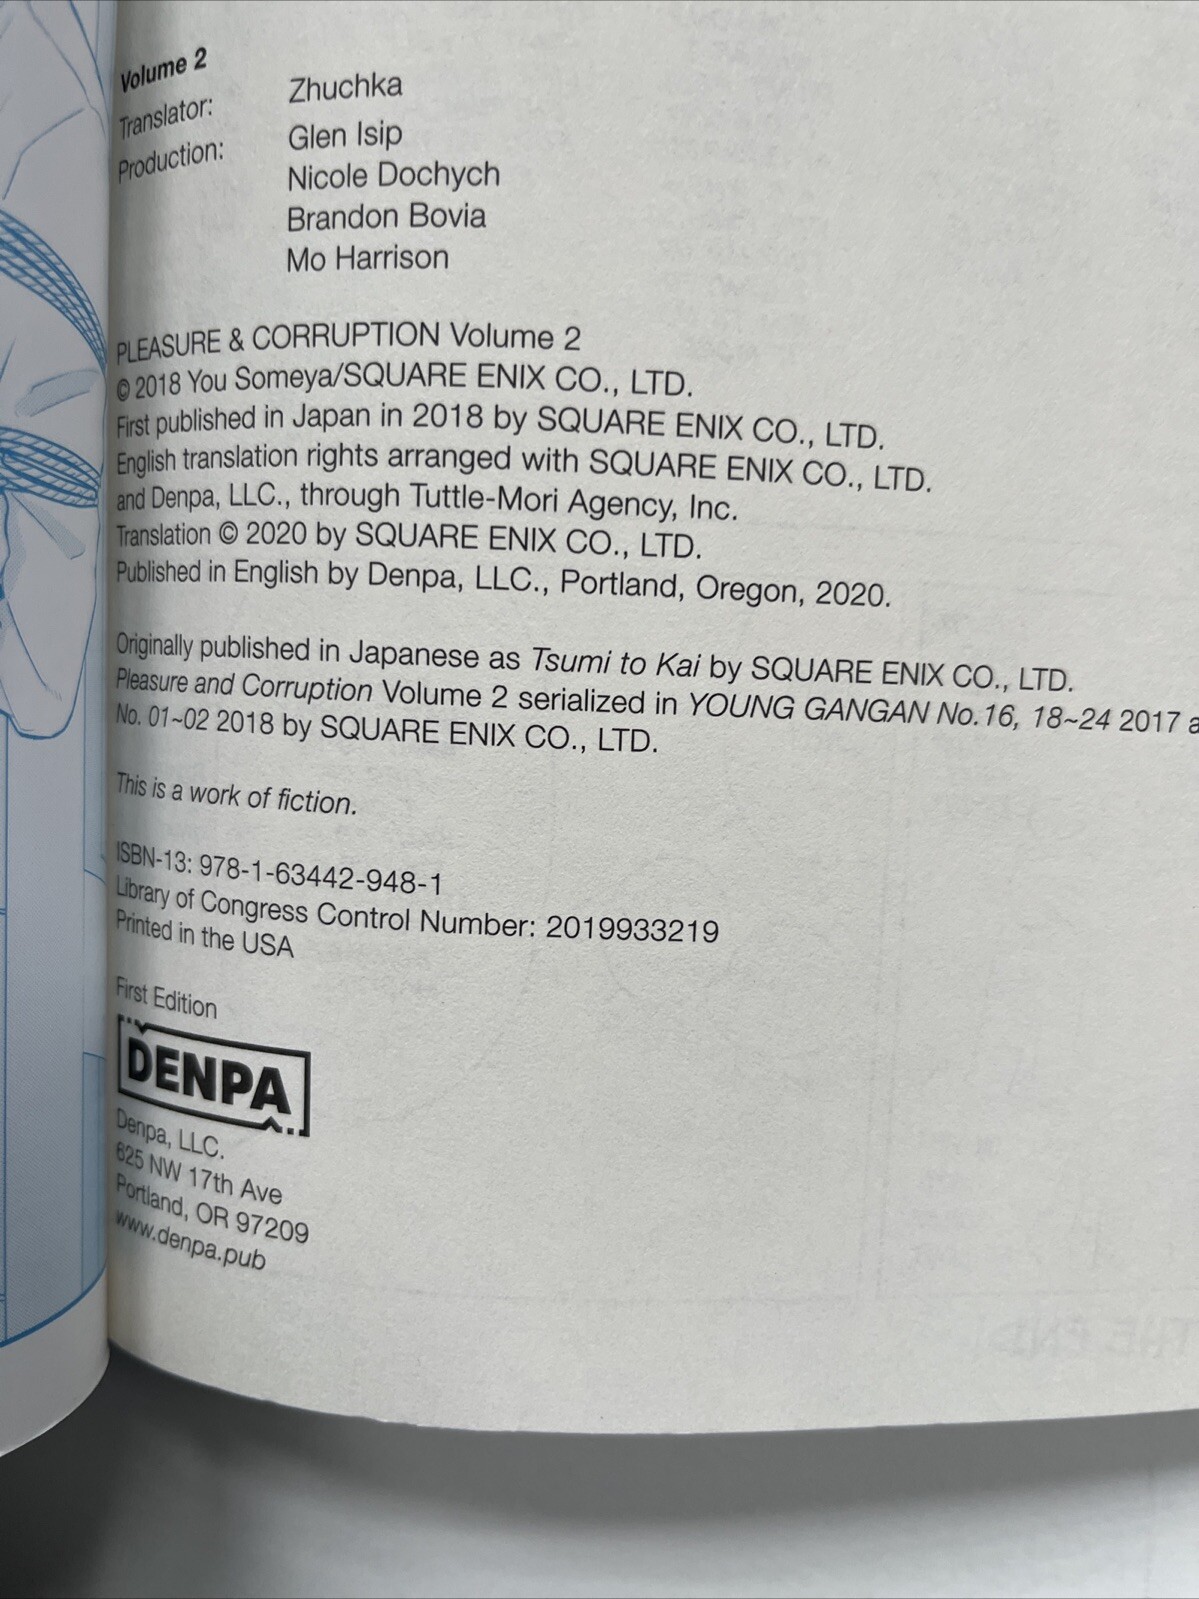 Volume 2
Translator: Zhuchka
Production: Glen Isip
Nicole Dochych
Brandon Bovia
Mo Harrison
PLEASURE & CORRUPTION Volume 2
© 2018 You Someya/SQUARE ENIX CO., LTD.
First published in Japan in 2018 by SQUARE ENIX CO., LTD.
English translation rights arranged with SQUARE ENIX CO., LTD.
and Denpa, LLC., through Tuttle-Mori Agency, Inc.
Translation © 2020 by SQUARE ENIX CO., LTD.
Published in English by Denpa, LLC., Portland, Oregon, 2020.
Originally published in Japanese as Tsumi to Kai by SQUARE ENIX CO., LTD.
Pleasure and Corruption Volume 2 serialized in YOUNG GANGAN No.16, 18~24 2017
No. 01~02 2018 by SQUARE ENIX CO., LTD.
This is a work of fiction.
ISBN-13: 978-1-63442-948-1
Library of Congress Control Number: 2019933219
Printed in the USA
First Edition
DENPA
Denpa, LLC.
625 NW 17th Ave
Portland, OR 97209
www.denpa.pub